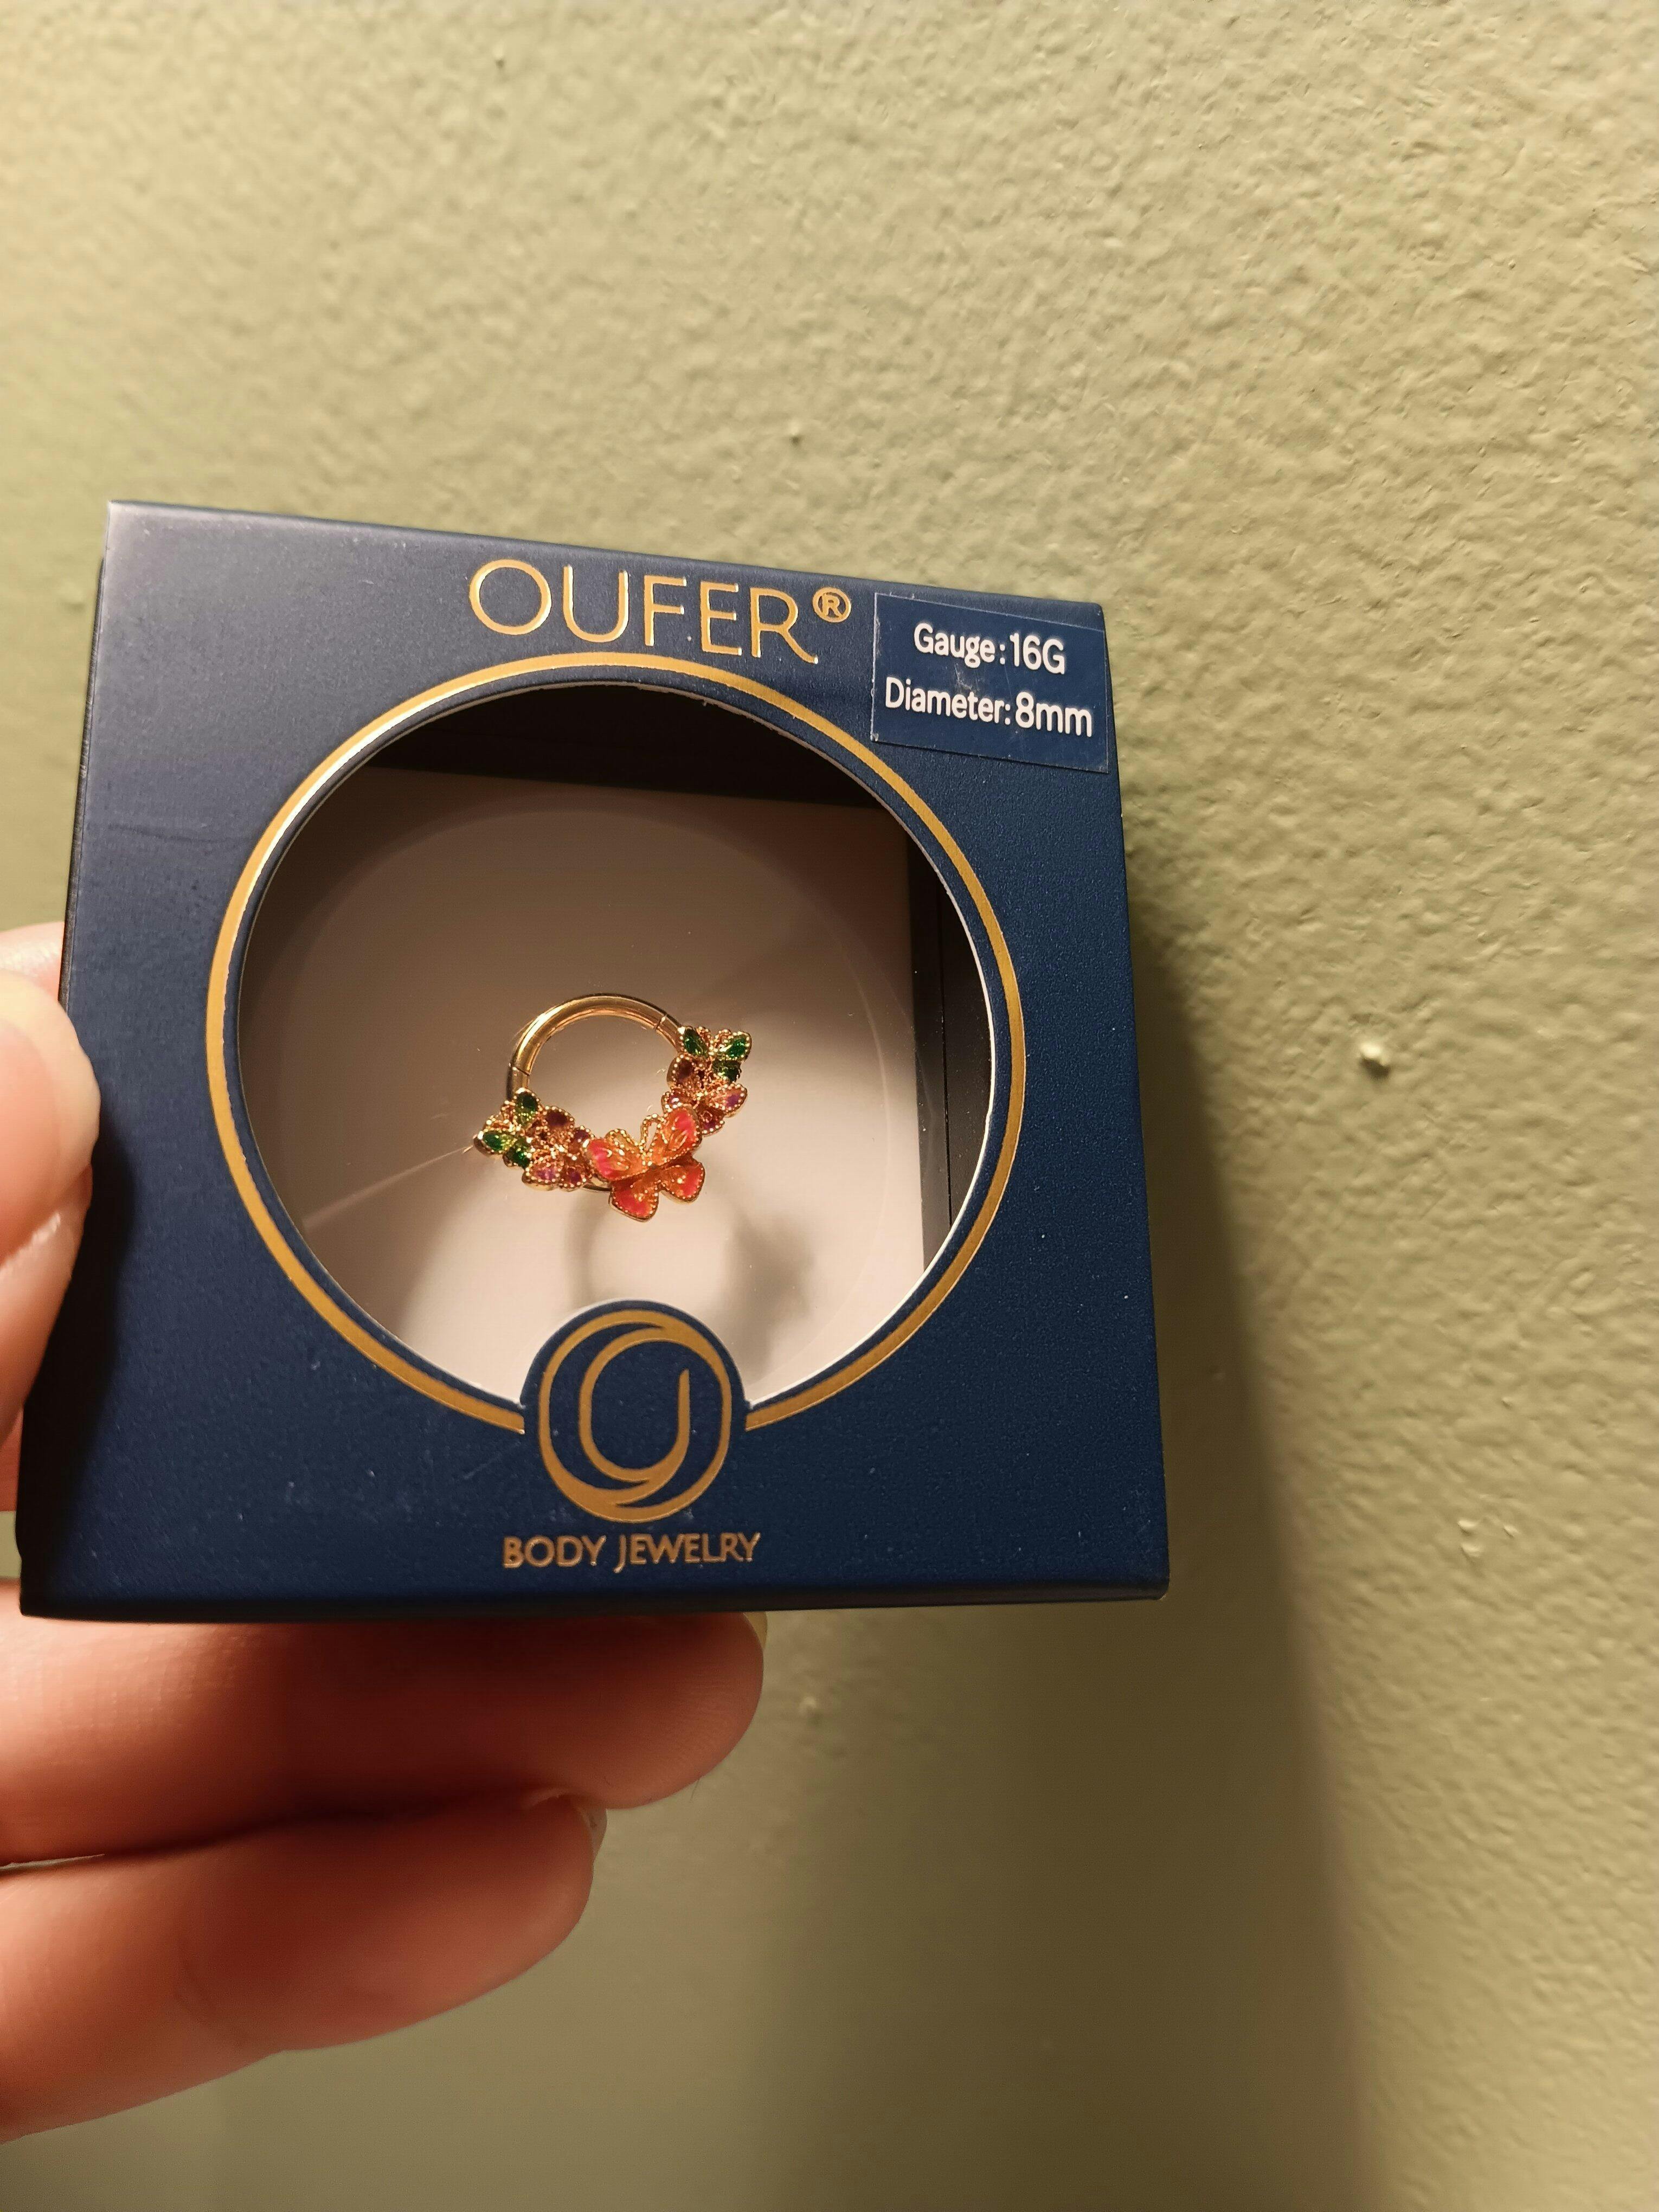 OUFER®
Gauge:16G
Diameter:8mm
BODY JEWELRY